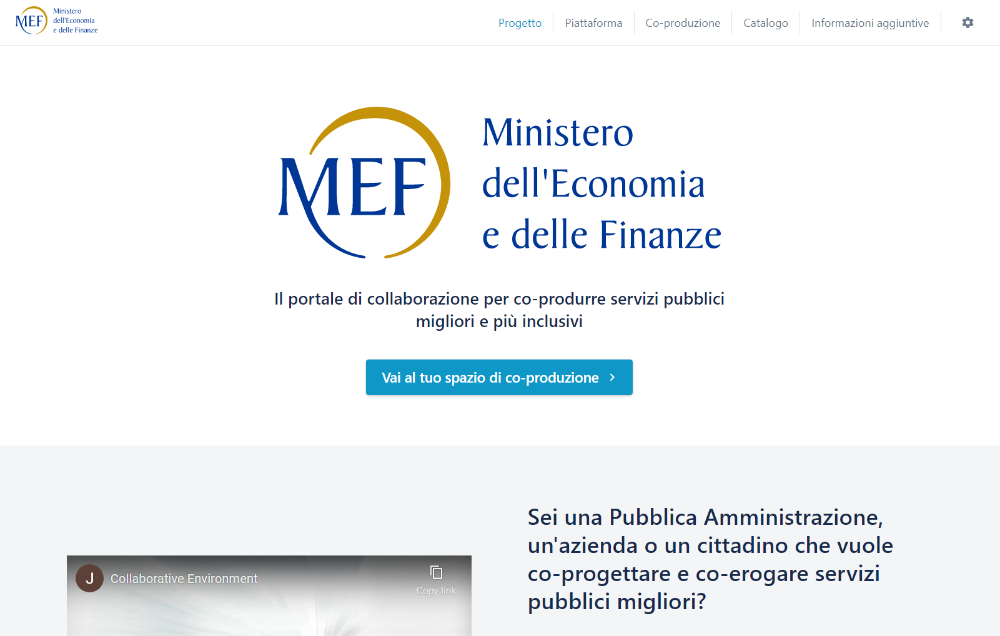 MEF
Ministero
dell'Economia
e delle Finanze
Progetto
Piattaforma
Co-produzione
Catalogo
Informazioni aggiuntive
MEF
Ministero
dell'Economia
e delle Finanze
Il portale di collaborazione per co-produrre servizi pubblici
migliori e più inclusivi
Vai al tuo spazio di co-produzione
J
Collaborative Environment
Copy link
Sei una Pubblica Amministrazione,
un'azienda o un cittadino che vuole
co-progettare e co-erogare servizi
pubblici migliori?